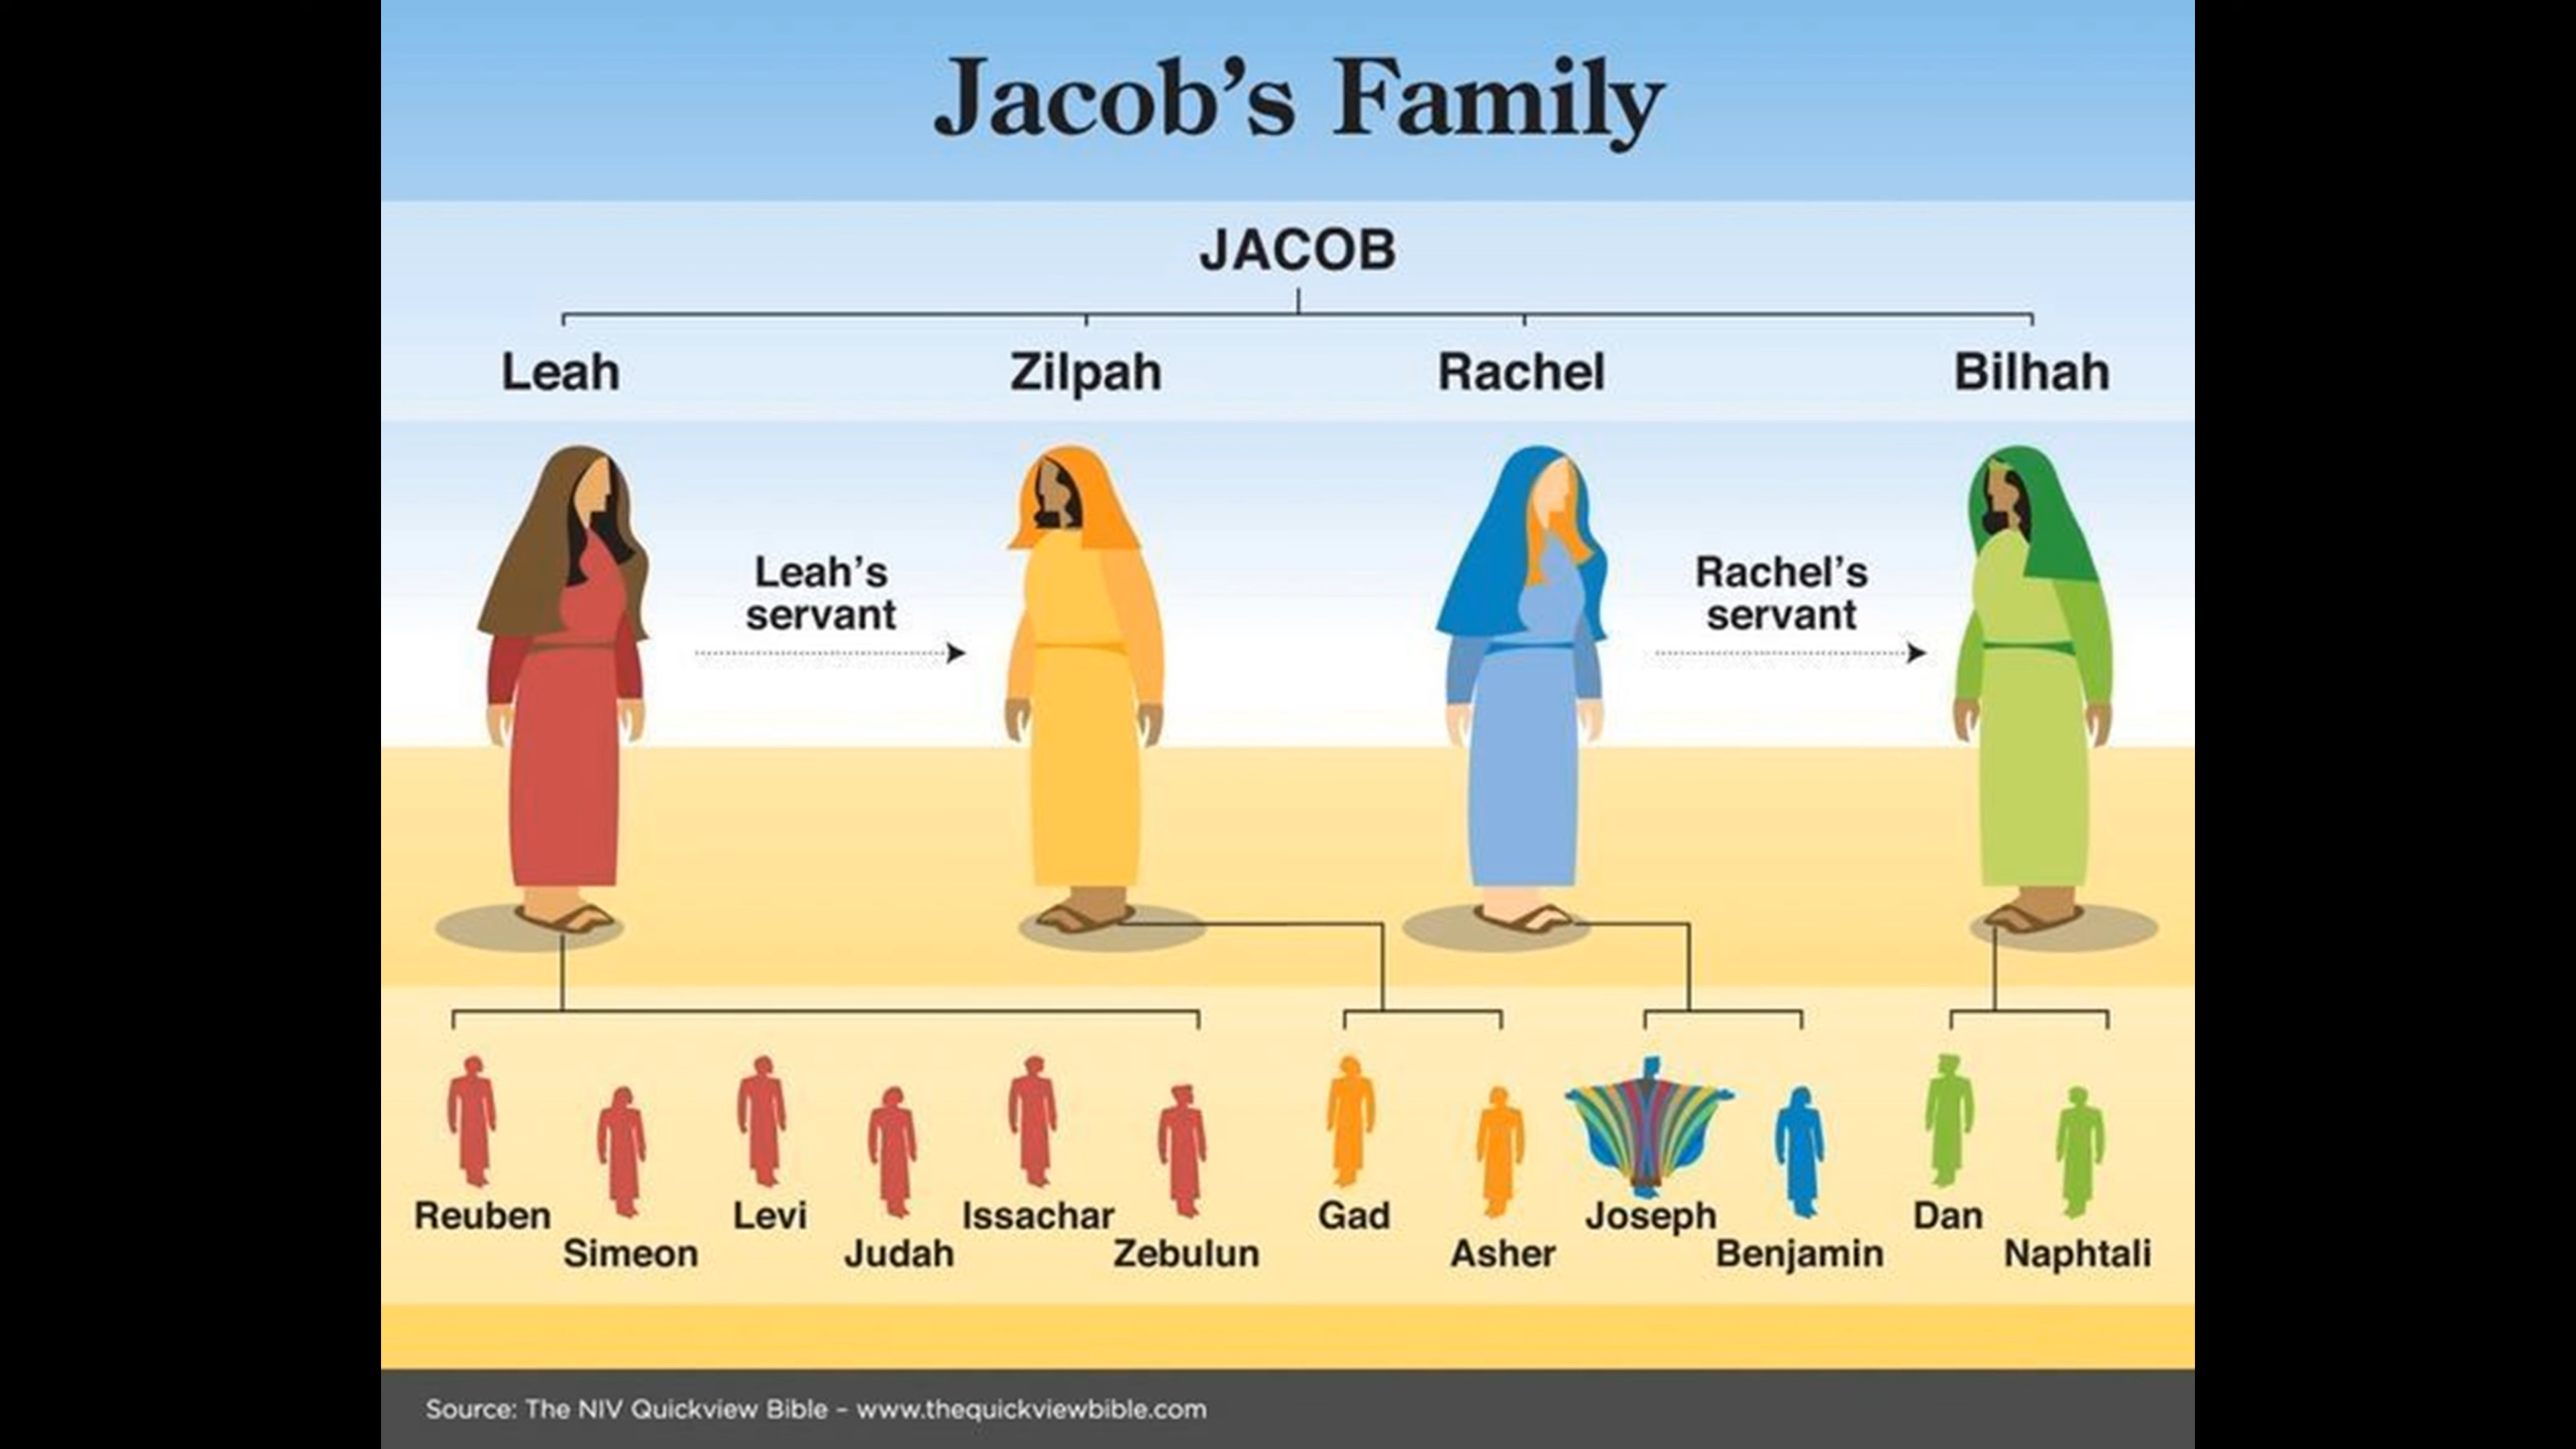 Jacob’s Family
JACOB
Leah
Zilpah
Rachel
Bilhah
Leah’s
servant
Rachel’s
servant
Reuben
Simeon
Levi
Judah
Issachar
Zebulun
Gad
Asher
Joseph
Benjamin
Dan
Naphtali
Source: The NIV Quickview Bible – www.thequickviewbible.com